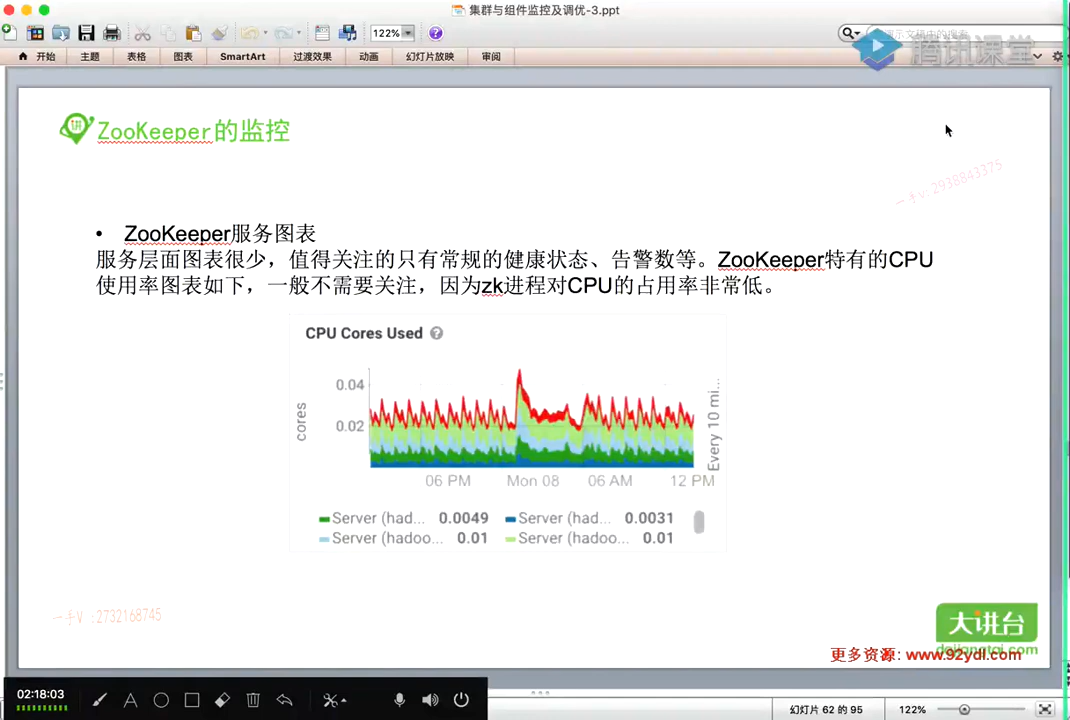 集群与组件监控及调优-3.ppt
122%
腾讯课堂
开始 主题 表格 图表 SmartArt 过渡效果 动画 幻灯片放映 审阅
ZooKeeper的监控
一手v:2938843375
• ZooKeeper服务图表
服务层面图表很少，值得关注的只有常规的健康状态、告警数等。ZooKeeper特有的CPU
使用率图表如下，一般不需要关注，因为zk进程对CPU的占用率非常低。
CPU Cores Used
cores
0.04
0.02
Every 10 mi...
06 PM Mon 08 06 AM 12 PM
Server (had... 0.0049 Server (had... 0.0031
Server (hadoo... 0.01 Server (hadoo... 0.01
一手V :2732168745
大讲台
更多资源: www.92ydl.com
02:18:03
幻灯片 62 的 95 122%